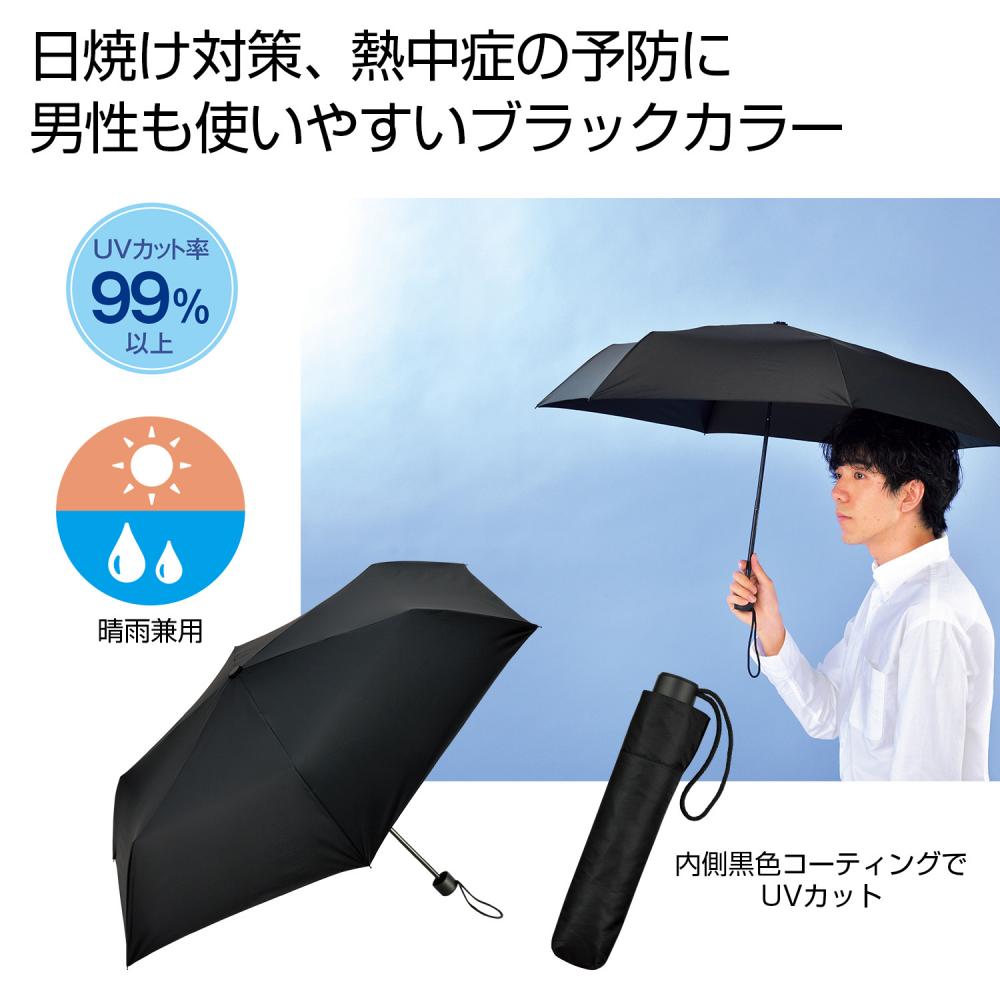 日焼け対策、熱中症の予防に
男性も使いやすいブラックカラー
UVカット率
99%
以上
晴雨兼用
内側黒色コーティングで
UVカット